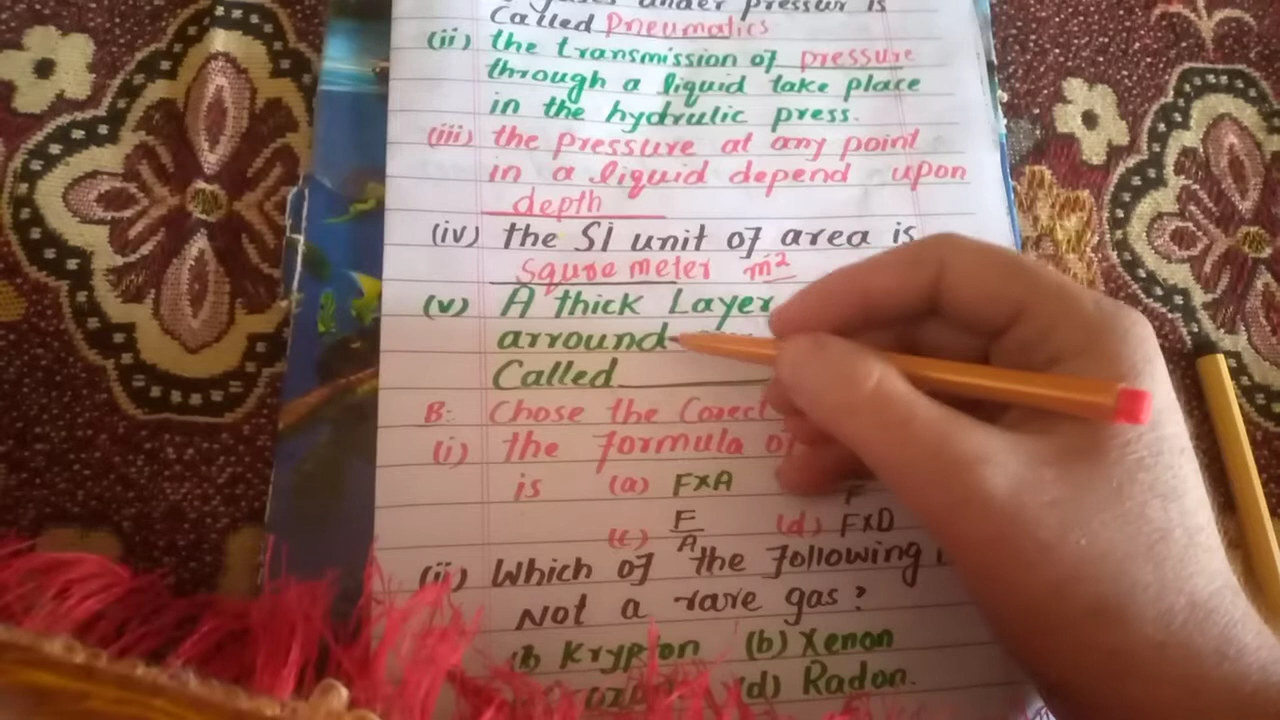 under pressur is
Called Pneumatics
(ii) the transmission of pressure
through a liquid take place
in the hydrulic press.
(iii) the pressure at any point
in a liquid depend upon
depth
(iv) the SI unit of area is
squre meter m²
(v) A thick Layer
arround
Called
B:- Chose the Corect
(i) the formula of
is (a) F×A F
(c) F/A (d) F×D
(ii) Which of the following
Not a rare gas?
Krypton (b) Xenon
(d) Radon.